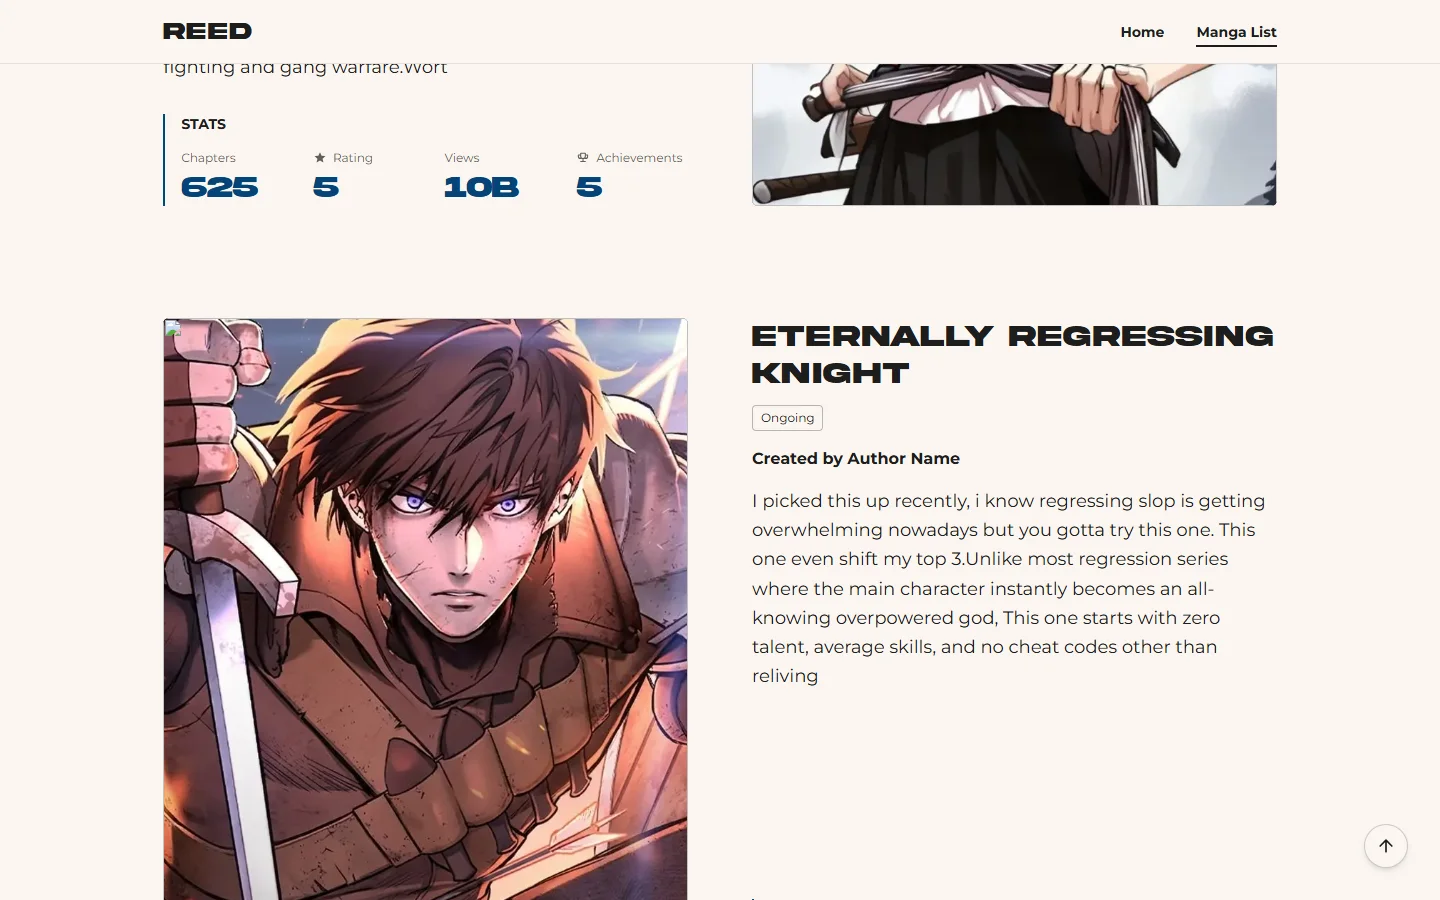 REED
Home
Manga List
fighting and gang warfare.Wort
STATS
Chapters
Rating
Views
Achievements
625
5
10B
5
ETERNALLY REGRESSING
KNIGHT
Ongoing
Created by Author Name
I picked this up recently, i know regressing slop is getting
overwhelming nowadays but you gotta try this one. This
one even shift my top 3.Unlike most regression series
where the main character instantly becomes an all-
knowing overpowered god, This one starts with zero
talent, average skills, and no cheat codes other than
reliving